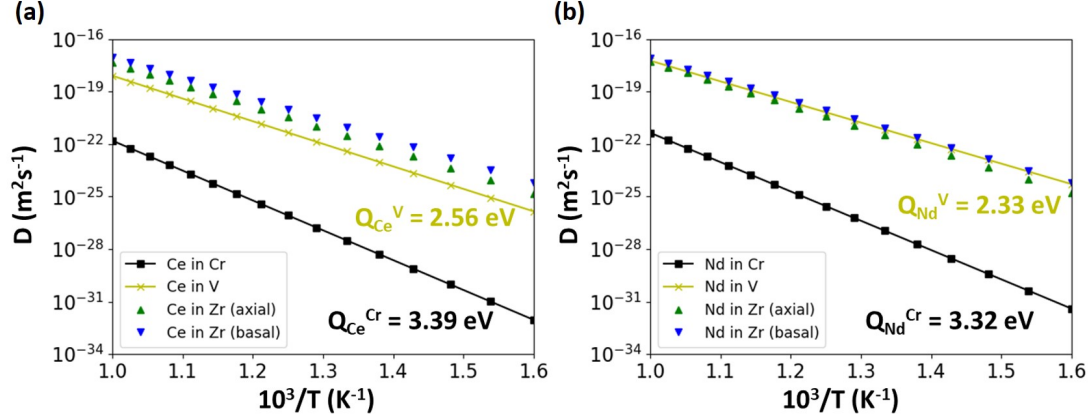 (a)
10⁻¹⁶
10⁻¹⁹
10⁻²²
10⁻²⁵
10⁻²⁸
10⁻³¹
10⁻³⁴
D (m²s⁻¹)
Q_Ce^V = 2.56 eV
Q_Ce^Cr = 3.39 eV
Ce in Cr
Ce in V
Ce in Zr (axial)
Ce in Zr (basal)
1.0 1.1 1.2 1.3 1.4 1.5 1.6
10³/T (K⁻¹)
(b)
10⁻¹⁶
10⁻¹⁹
10⁻²²
10⁻²⁵
10⁻²⁸
10⁻³¹
10⁻³⁴
D (m²s⁻¹)
Q_Nd^V = 2.33 eV
Q_Nd^Cr = 3.32 eV
Nd in Cr
Nd in V
Nd in Zr (axial)
Nd in Zr (basal)
1.0 1.1 1.2 1.3 1.4 1.5 1.6
10³/T (K⁻¹)